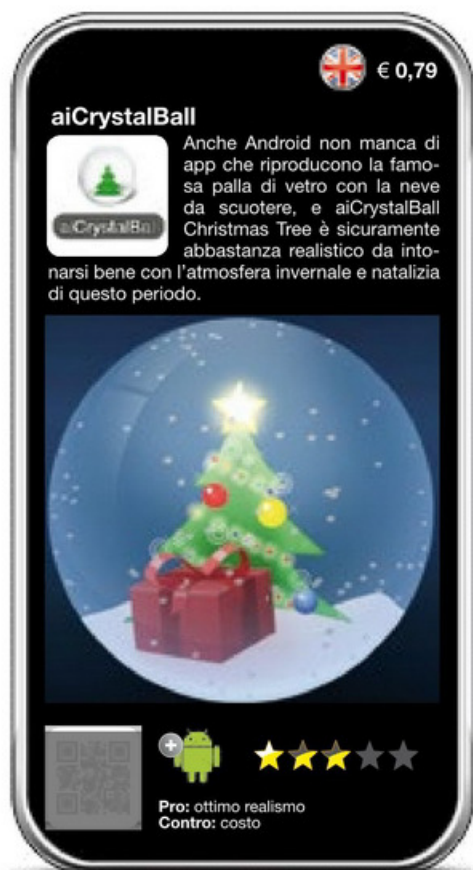 € 0,79
aiCrystalBall
Anche Android non manca di
app che riproducono la famo-
sa palla di vetro con la neve
da scuotere, e aiCrystalBall
Christmas Tree è sicuramente
abbastanza realistico da into-
narsi bene con l'atmosfera invernale e natalizia
di questo periodo.
aiCrystalBal
Pro: ottimo realismo
Contro: costo